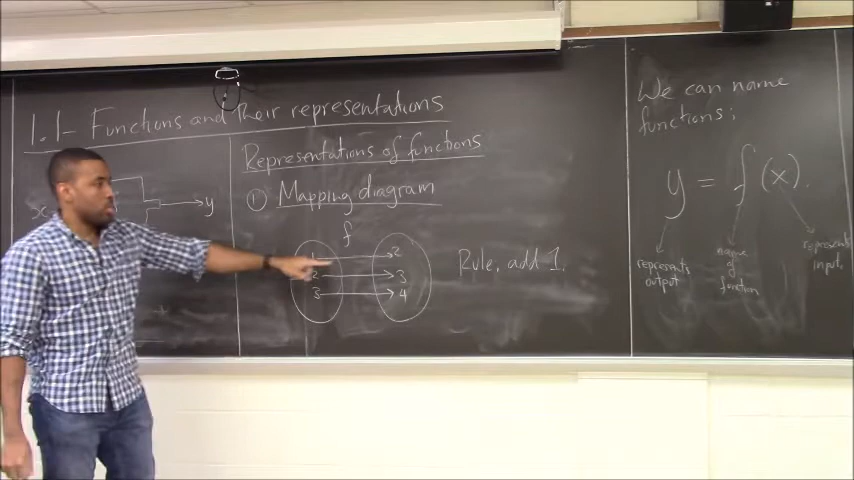 1.1- Functions and their representations
x
y
Representations of functions
1 Mapping diagram
f
1 2
2 3
3 4
Rule, add 1.
We can name
functions;
y = f(x).
represents
output
name
of
function
represents
input.